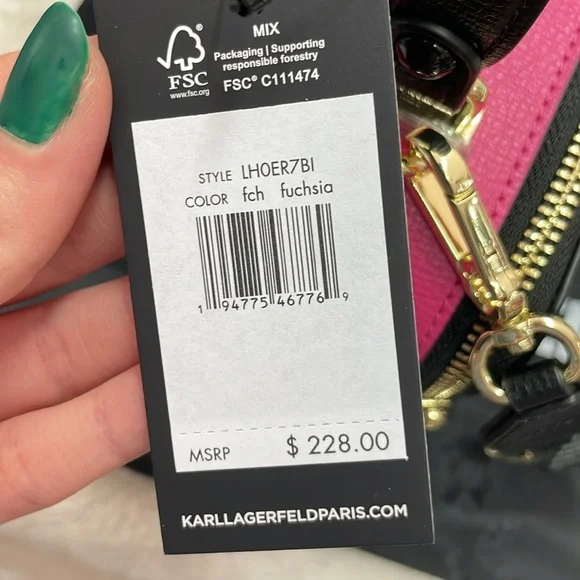 MIX
Packaging | Supporting
responsible forestry
FSC
www.fsc.org
FSC® C111474
STYLE LH0ER7BI
COLOR fch fuchsia
1 94775 46776 9
MSRP $ 228.00
KARLLAGERFELDPARIS.COM